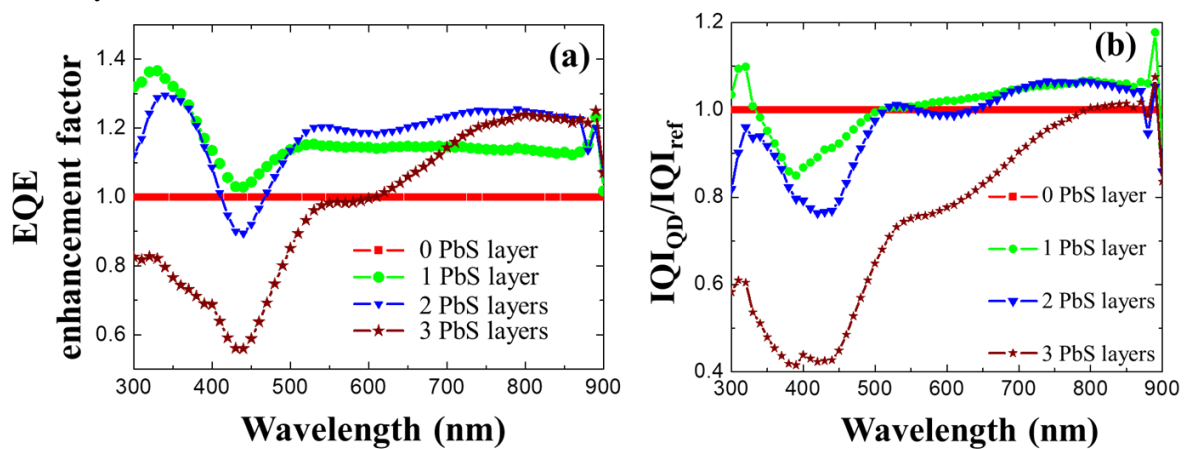 (a)
EQE
enhancement factor
1.4
1.2
1.0
0.8
0.6
0 PbS layer
1 PbS layer
2 PbS layers
3 PbS layers
300 400 500 600 700 800 900
Wavelength (nm)
(b)
IQI_QD/IQI_ref
1.2
1.0
0.8
0.6
0.4
0 PbS layer
1 PbS layer
2 PbS layers
3 PbS layers
300 400 500 600 700 800 900
Wavelength (nm)